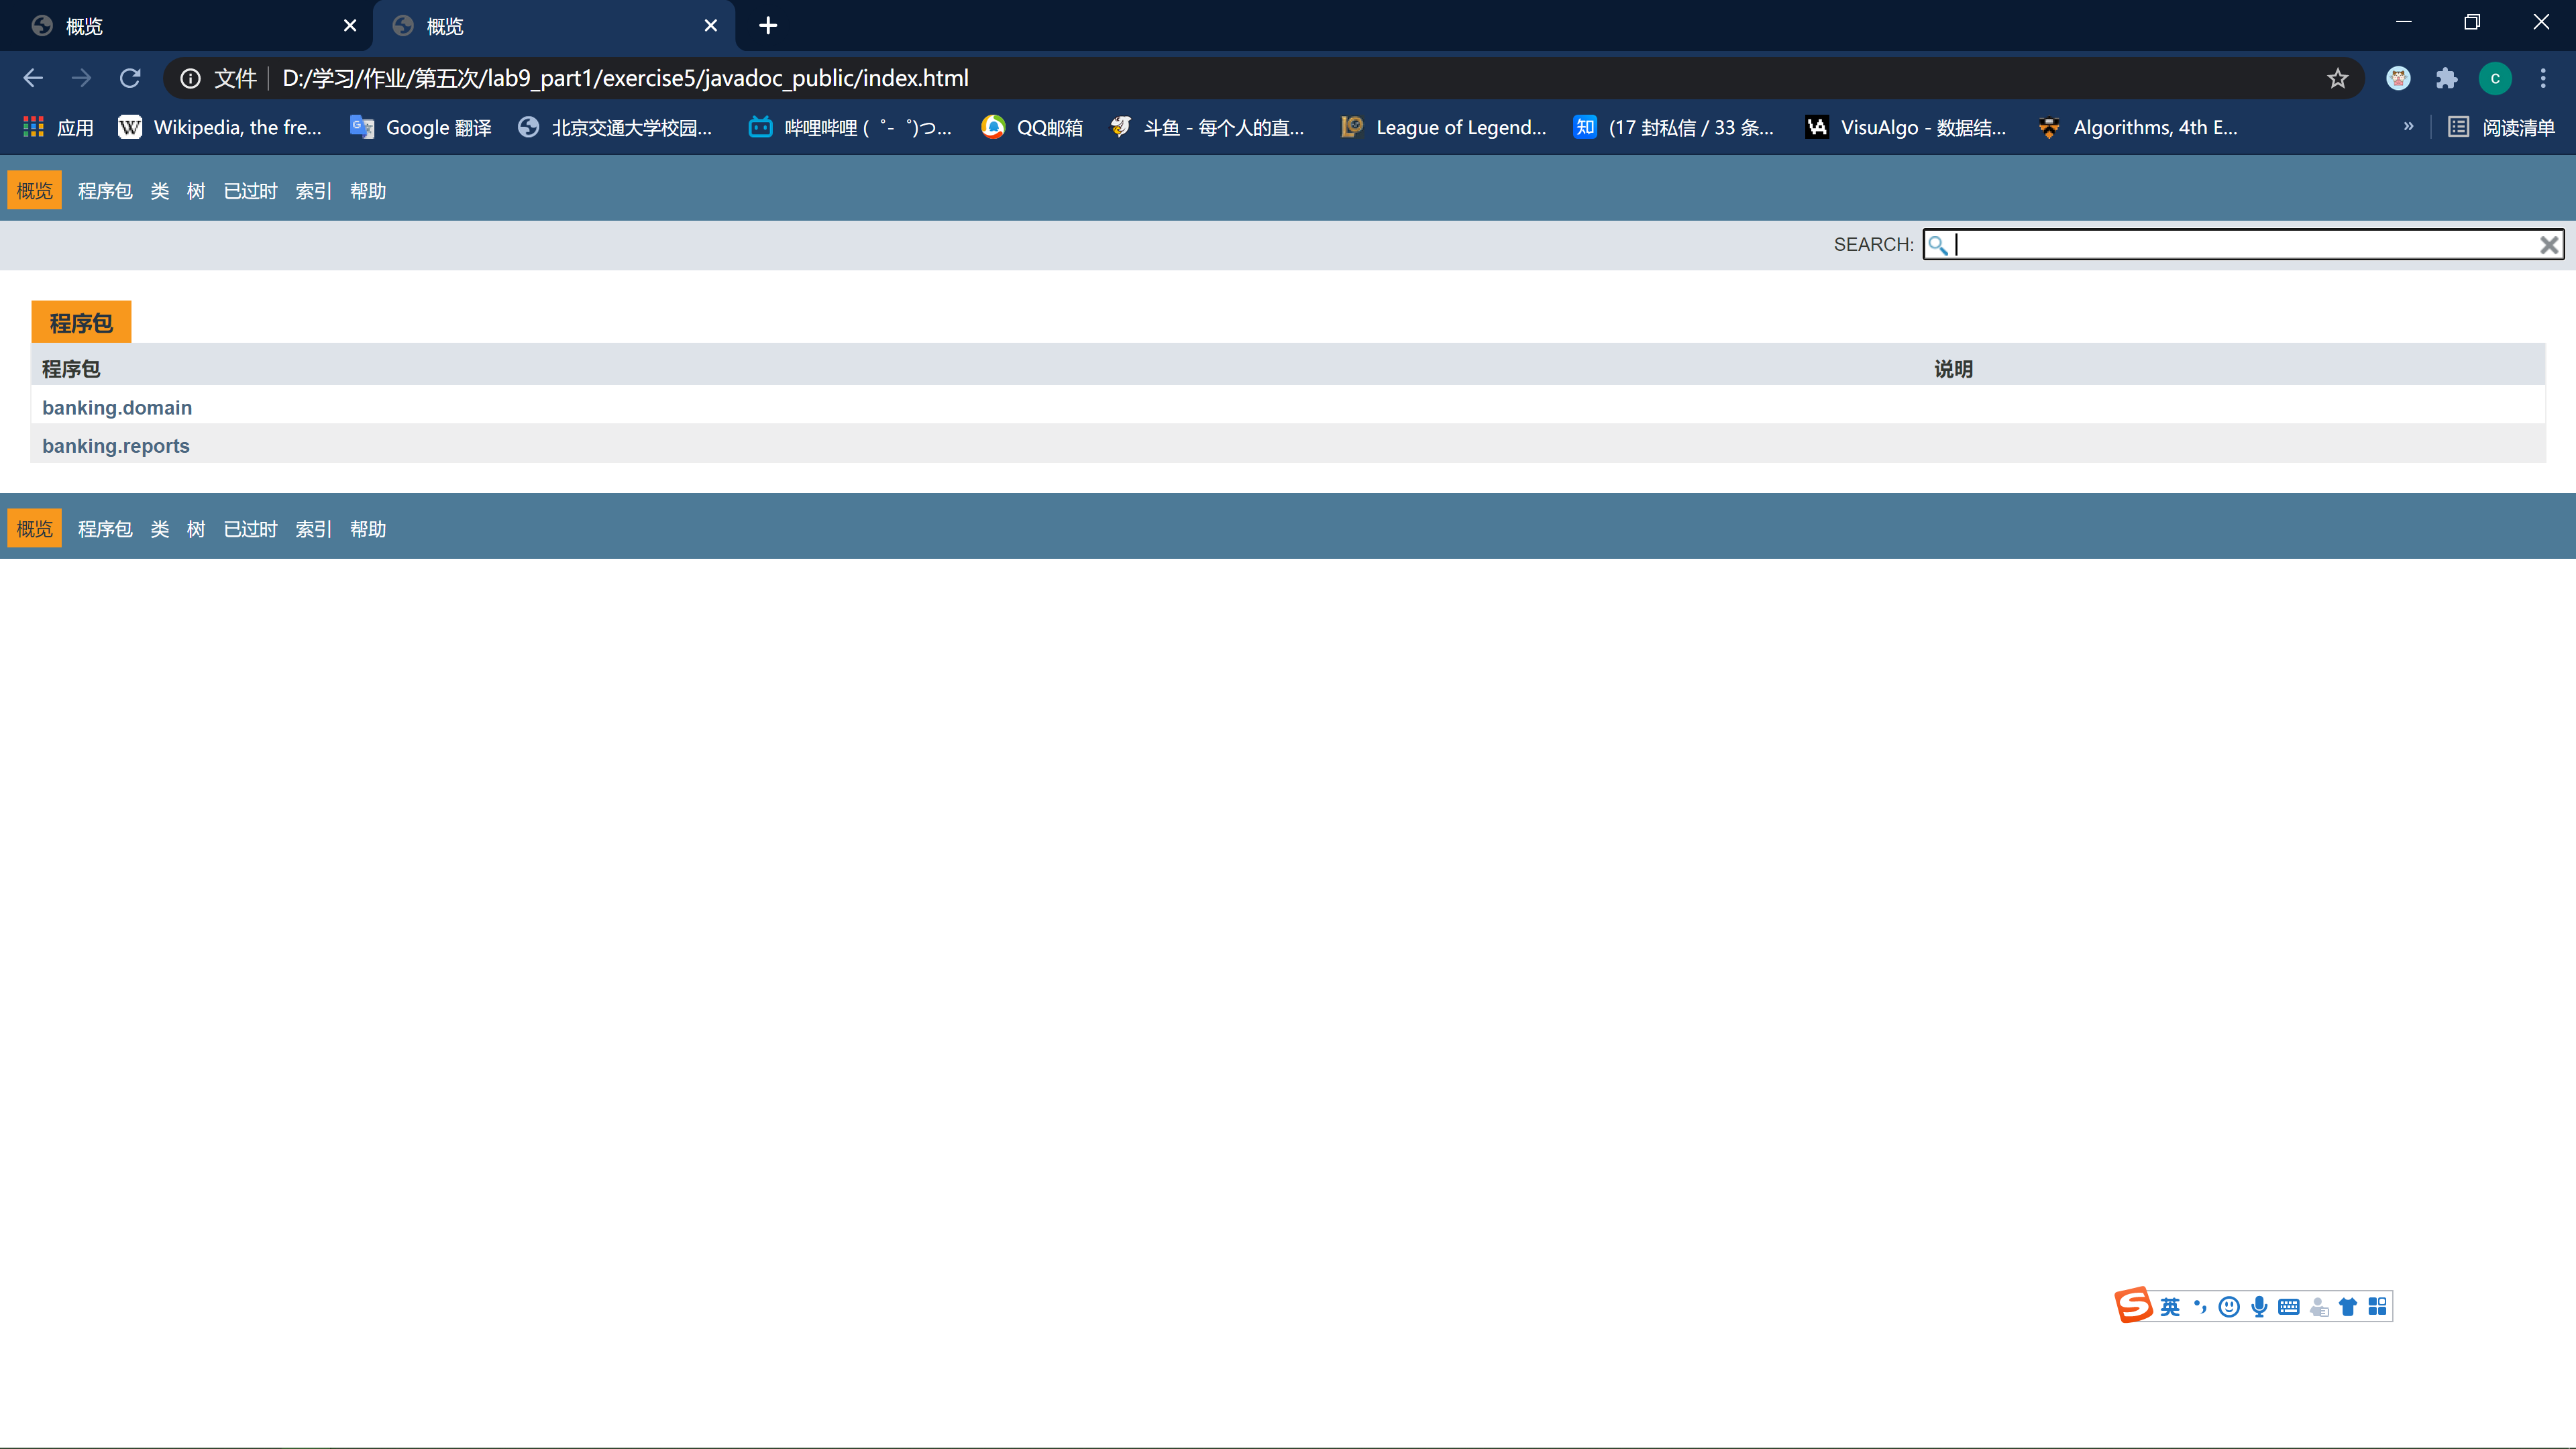 概览
概览
文件 D:/学习/作业/第五次/lab9_part1/exercise5/javadoc_public/index.html
C
应用 Wikipedia, the fre... Google 翻译 北京交通大学校园... 哔哩哔哩 ( ゜- ゜)つ... QQ邮箱 斗鱼 - 每个人的直... League of Legend... 知 (17 封私信 / 33 条... VisuAlgo - 数据结... Algorithms, 4th E... » 阅读清单
概览 程序包 类 树 已过时 索引 帮助
SEARCH:
程序包
程序包 说明
banking.domain
banking.reports
概览 程序包 类 树 已过时 索引 帮助
英